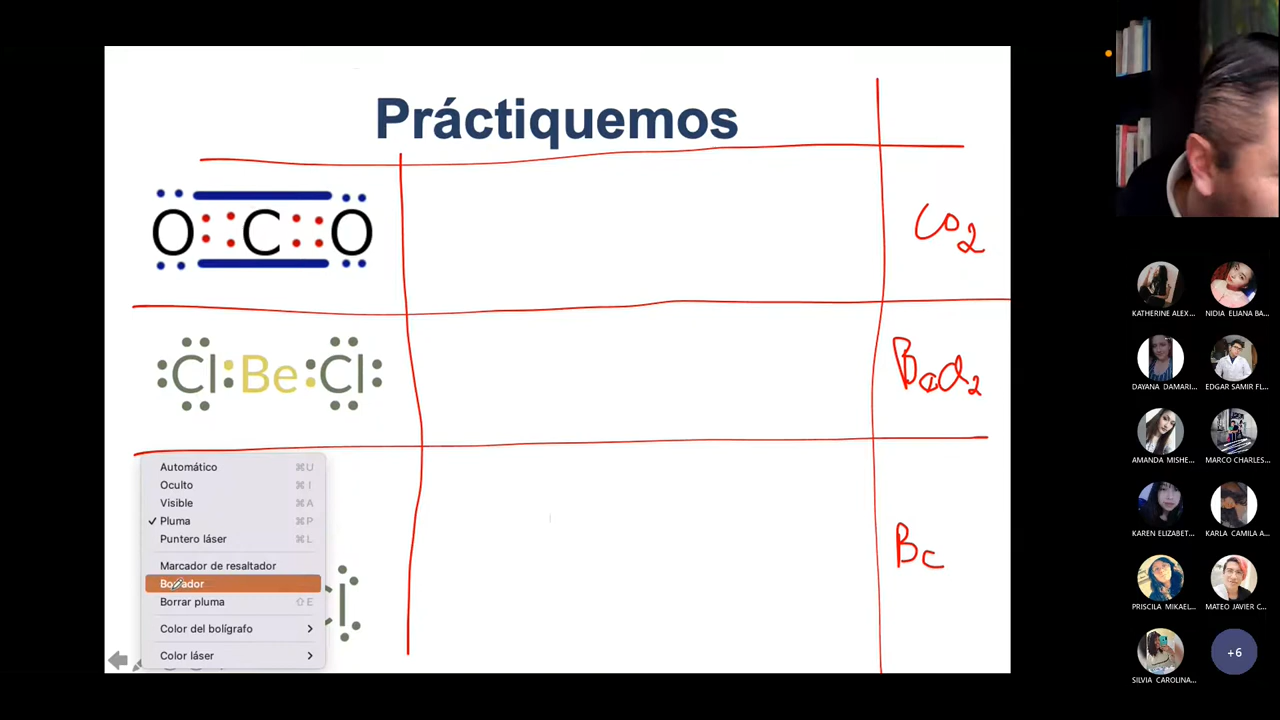 Práctiquemos
O C O
CO2
Cl Be Cl
BeCl2
Automático ⌘U
Oculto ⌘I
Visible ⌘A
✓ Pluma ⌘P
Puntero láser ⌘L
Marcador de resaltador
Borrador
Borrar pluma ⇧E
Color del bolígrafo >
Color láser >
Bc
Cl
KATHERINE ALEX...
NIDIA ELIANA BA...
DAYANA DAMARI...
EDGAR SAMIR FL...
AMANDA MISHE...
MARCO CHARLES...
KAREN ELIZABET...
KARLA CAMILA A...
PRISCILA MIKAEL...
MATEO JAVIER C...
SILVIA CAROLINA...
+6